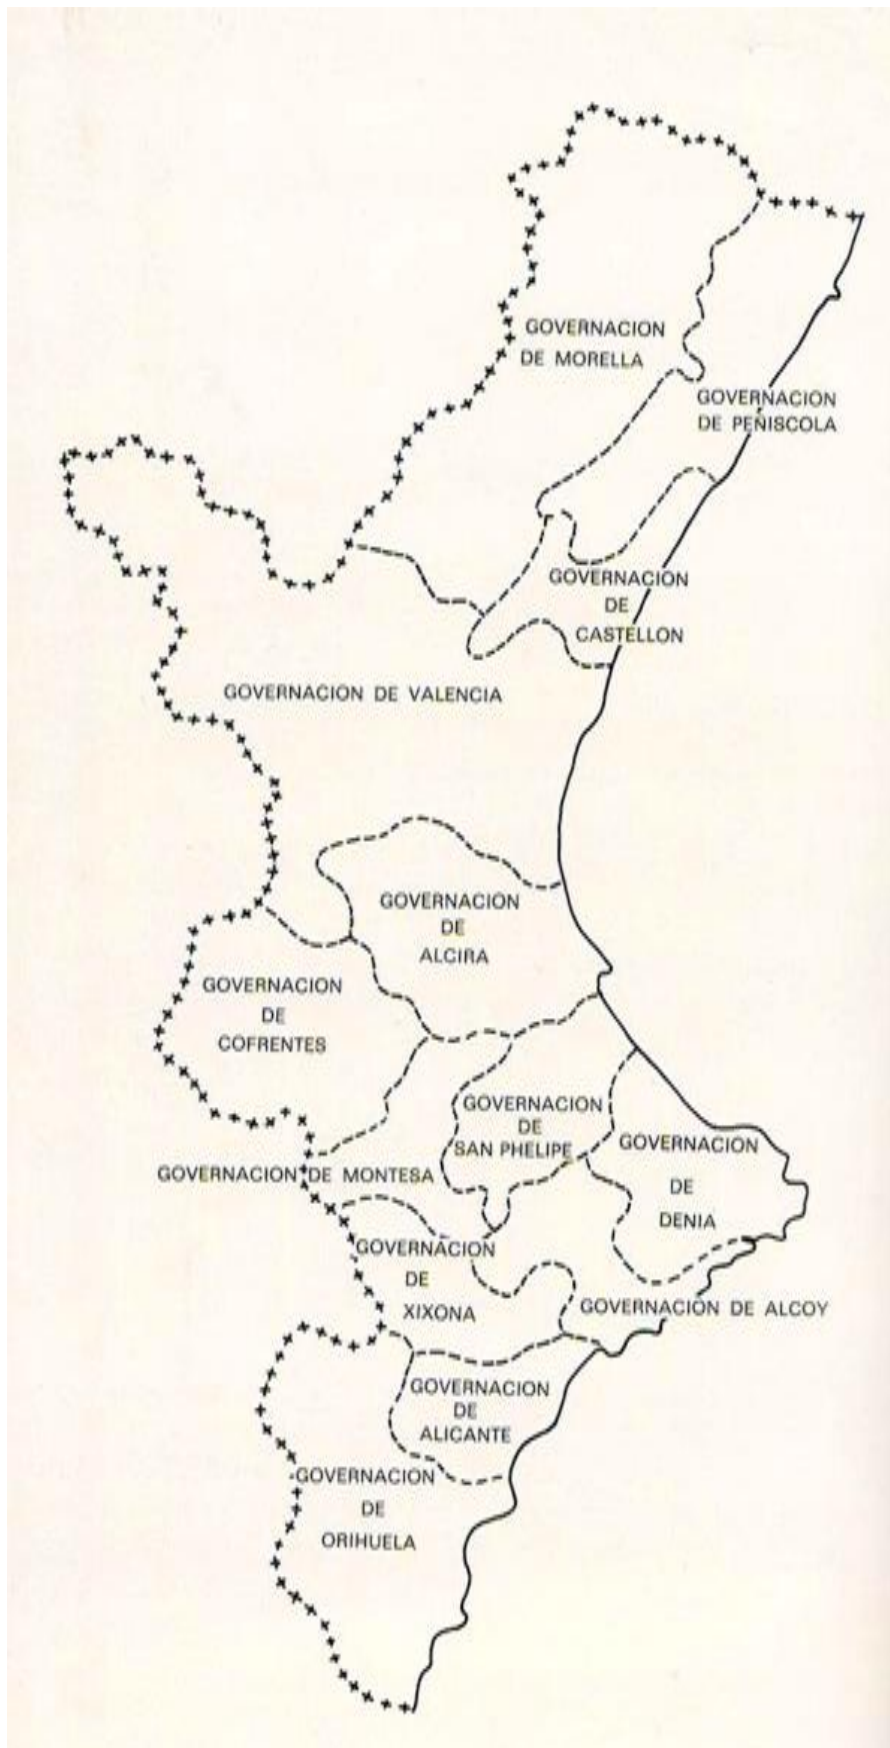 GOVERNACION
DE MORELLA
GOVERNACION
DE PEÑISCOLA
GOVERNACION
DE
CASTELLON
GOVERNACION DE VALENCIA
GOVERNACION
DE
ALCIRA
GOVERNACION
DE
COFRENTES
GOVERNACION
DE
SAN PHELIPE
GOVERNACION
DE
DENIA
GOVERNACION DE MONTESA
GOVERNACION
DE
XIXONA
GOVERNACION DE ALCOY
GOVERNACION
DE
ALICANTE
GOVERNACION
DE
ORIHUELA